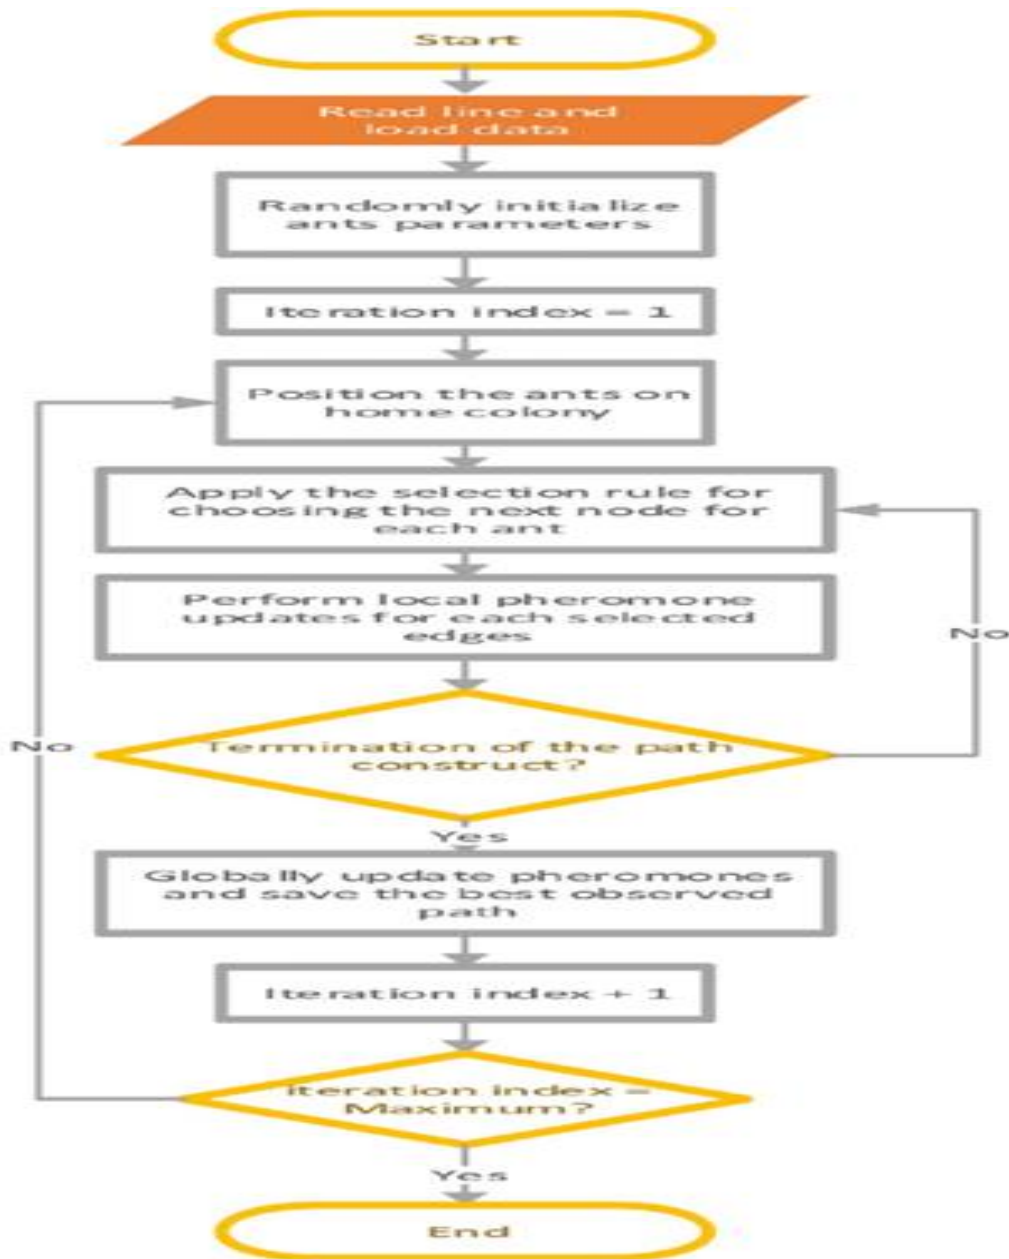 Start
Read line and
load data
Randomly initialize
ants parameters
Iteration index = 1
Position the ants on
home colony
Apply the selection rule for
choosing the next node for
each ant
Perform local pheromone
updates for each selected
edges
No
Termination of the path
construct?
No
Yes
Globally update pheromones
and save the best observed
path
Iteration index + 1
Iteration index =
Maximum?
Yes
End